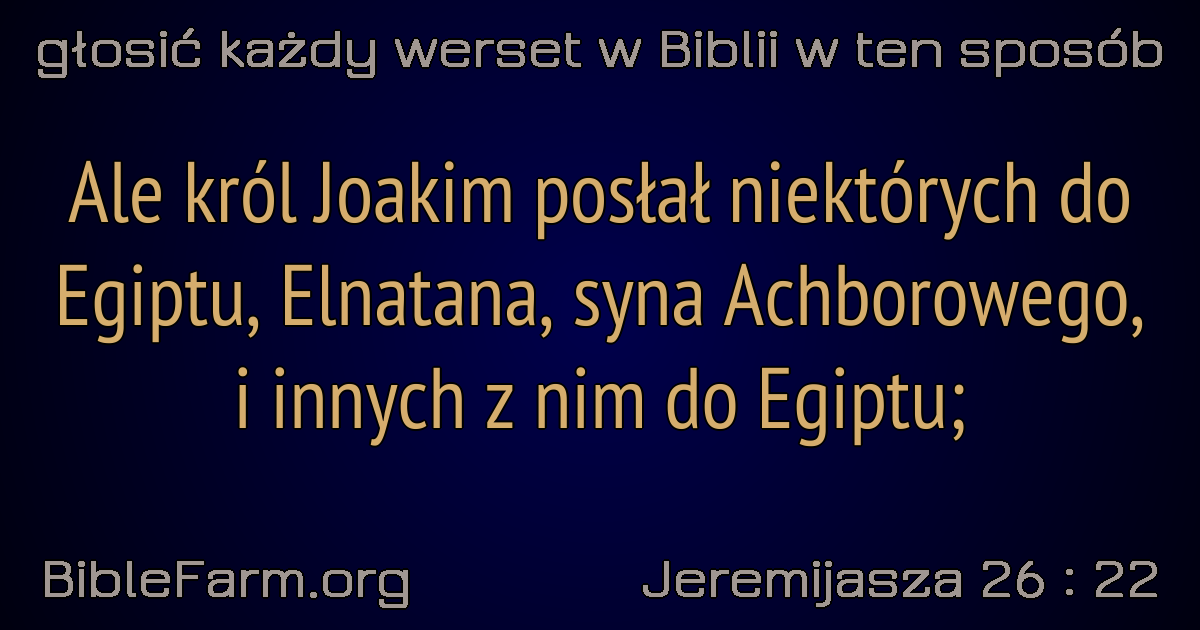 głosić każdy werset w Biblii w ten sposób
Ale król Joakim posłał niektórych do
Egiptu, Elnatana, syna Achborowego,
i innych z nim do Egiptu;
BibleFarm.org
Jeremijasza 26 : 22